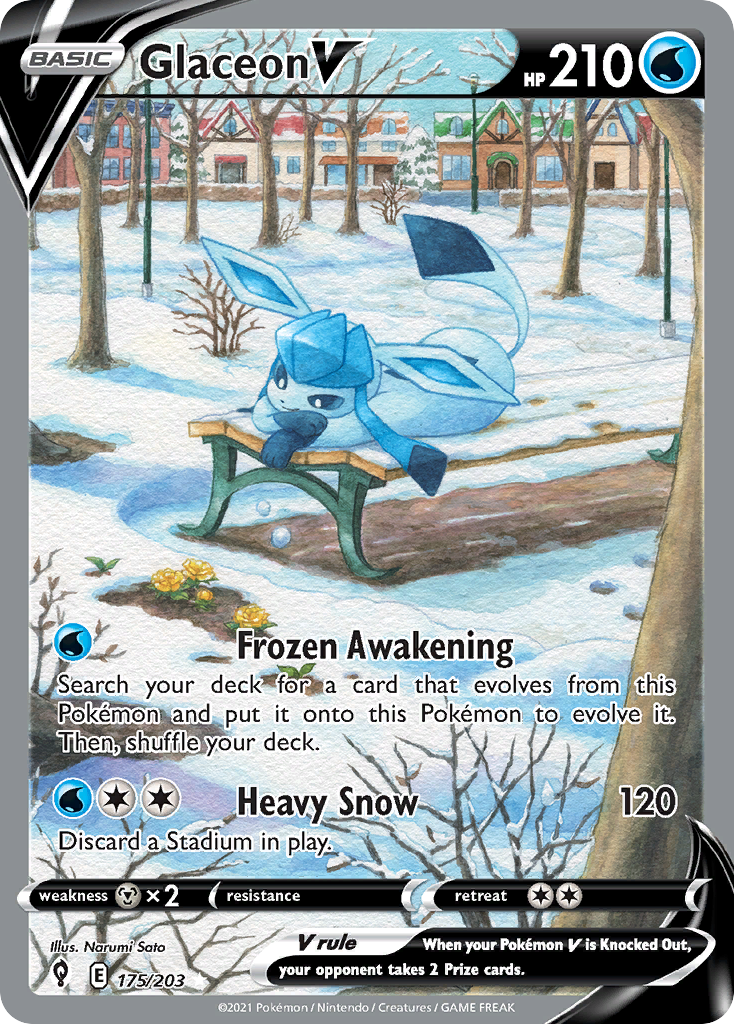 BASIC
Glaceon V
HP 210
Frozen Awakening
Search your deck for a card that evolves from this
Pokémon and put it onto this Pokémon to evolve it.
Then, shuffle your deck.
Heavy Snow 120
Discard a Stadium in play.
weakness ×2 resistance retreat
Illus. Narumi Sato
E 175/203
V rule
When your Pokémon V is Knocked Out,
your opponent takes 2 Prize cards.
©2021 Pokémon / Nintendo / Creatures / GAME FREAK